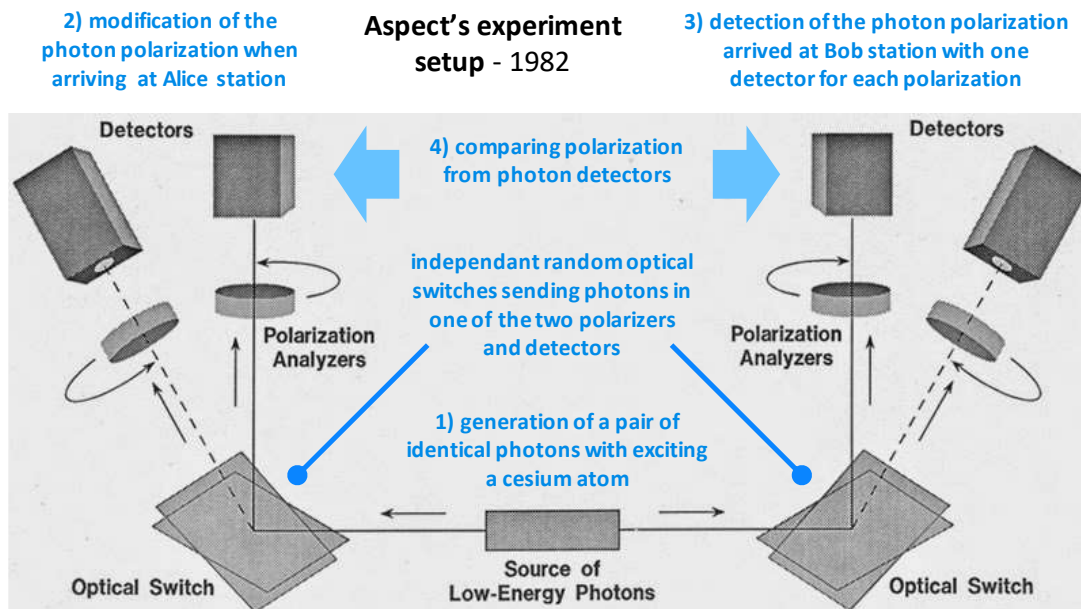 2) modification of the
photon polarization when
arriving at Alice station
Aspect’s experiment
setup - 1982
3) detection of the photon polarization
arrived at Bob station with one
detector for each polarization
Detectors
4) comparing polarization
from photon detectors
Detectors
independant random optical
switches sending photons in
one of the two polarizers
and detectors
Polarization
Analyzers
Polarization
Analyzers
1) generation of a pair of
identical photons with exciting
a cesium atom
Optical Switch
Source of
Low-Energy Photons
Optical Switch